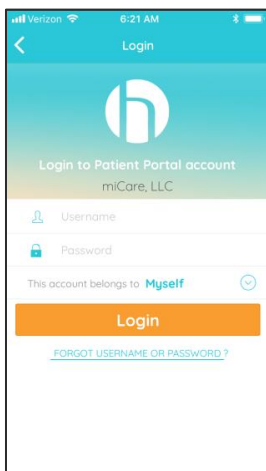 Verizon 6:21 AM
Login
h
Login to Patient Portal account
miCare, LLC
Username
Password
This account belongs to Myself
Login
FORGOT USERNAME OR PASSWORD ?